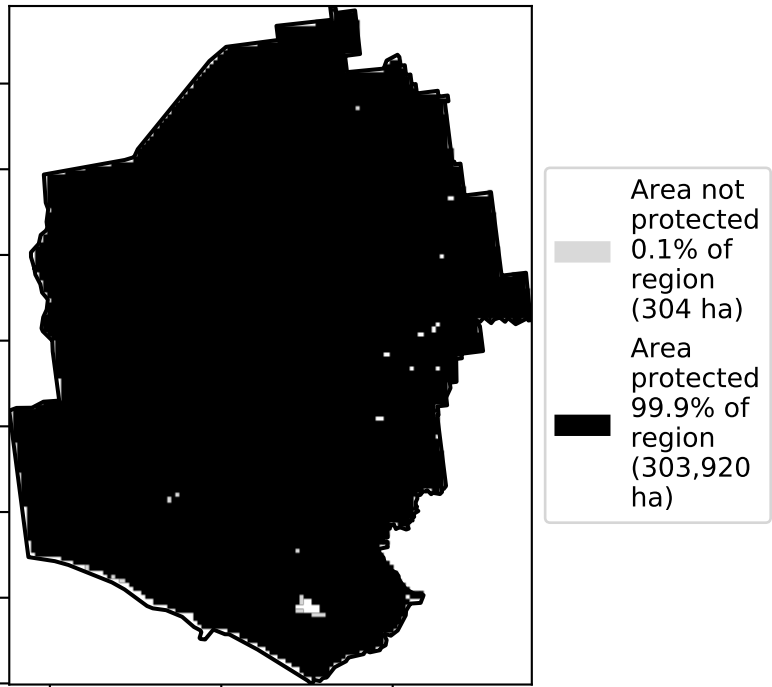 Area not
protected
0.1% of
region
(304 ha)
Area
protected
99.9% of
region
(303,920
ha)